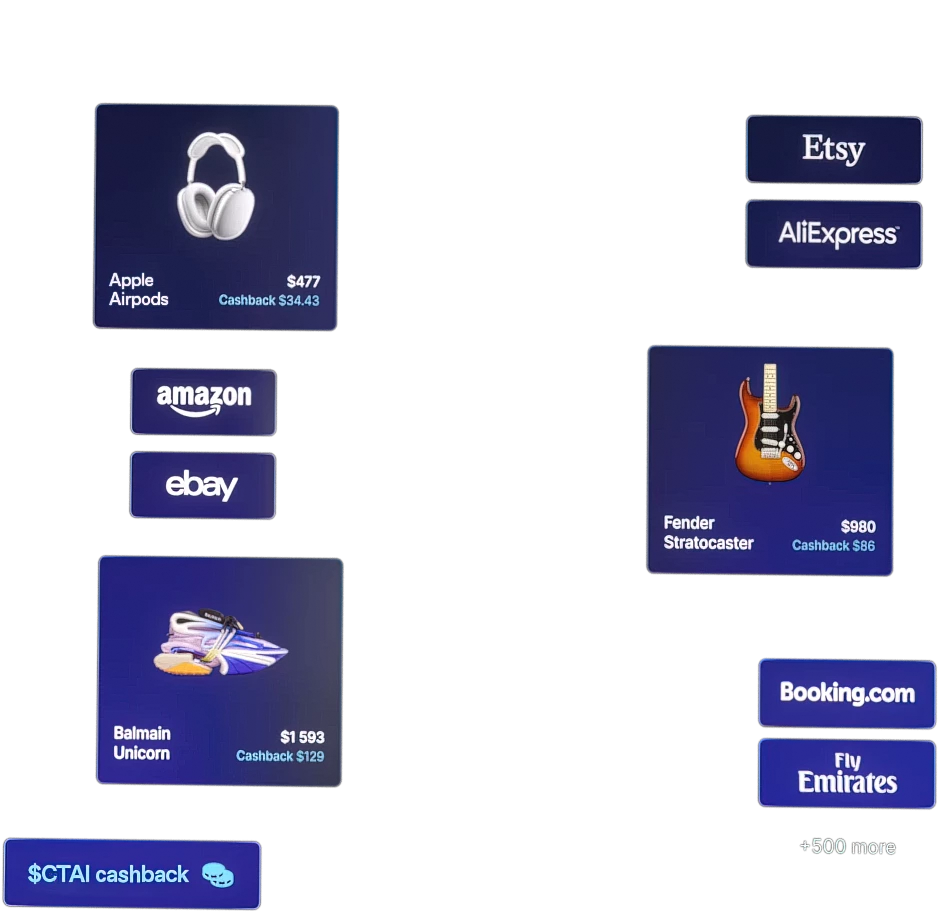 Apple
Airpods
$477
Cashback $34.43
amazon
ebay
Balmain
Unicorn
$1 593
Cashback $129
$CTAI cashback
Etsy
AliExpress
Fender
Stratocaster
$980
Cashback $86
Booking.com
Fly
Emirates
+500 more